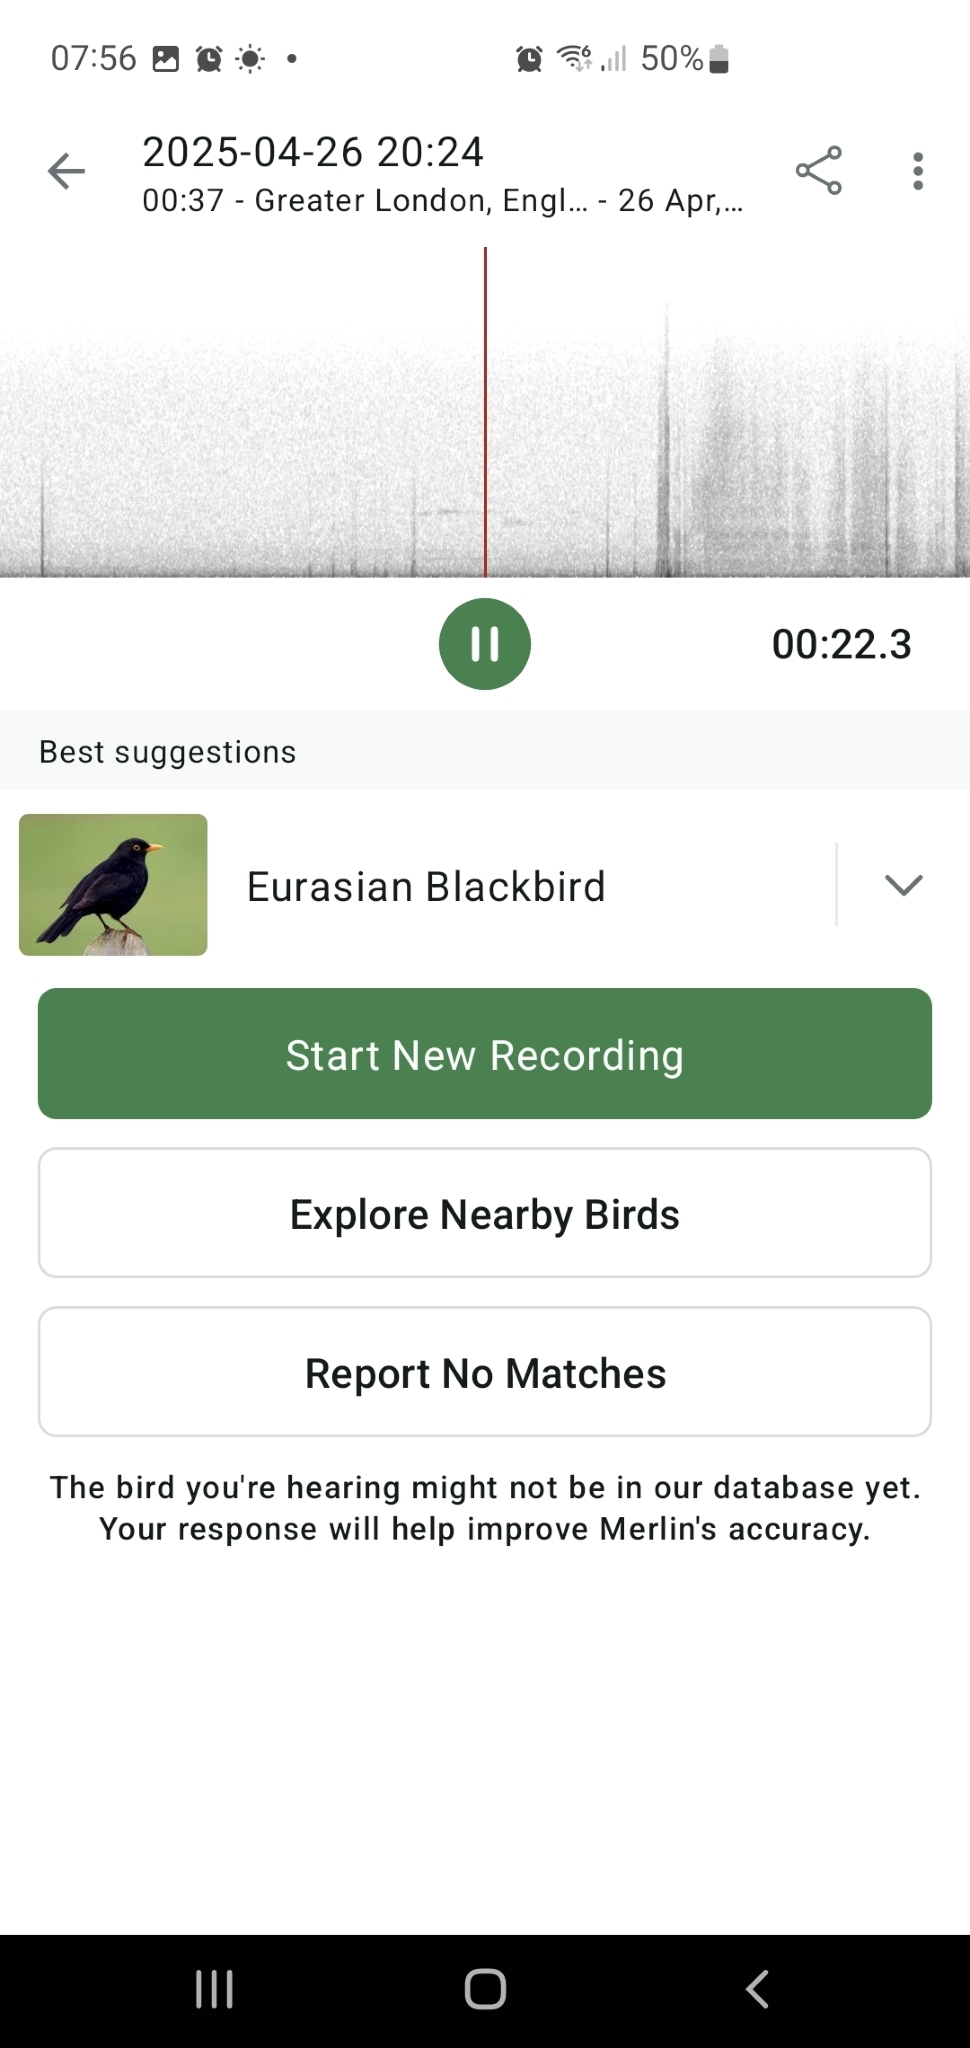 07:56
50%
2025-04-26 20:24
00:37 - Greater London, Engl... - 26 Apr,...
00:22.3
Best suggestions
Eurasian Blackbird
Start New Recording
Explore Nearby Birds
Report No Matches
The bird you're hearing might not be in our database yet.
Your response will help improve Merlin's accuracy.